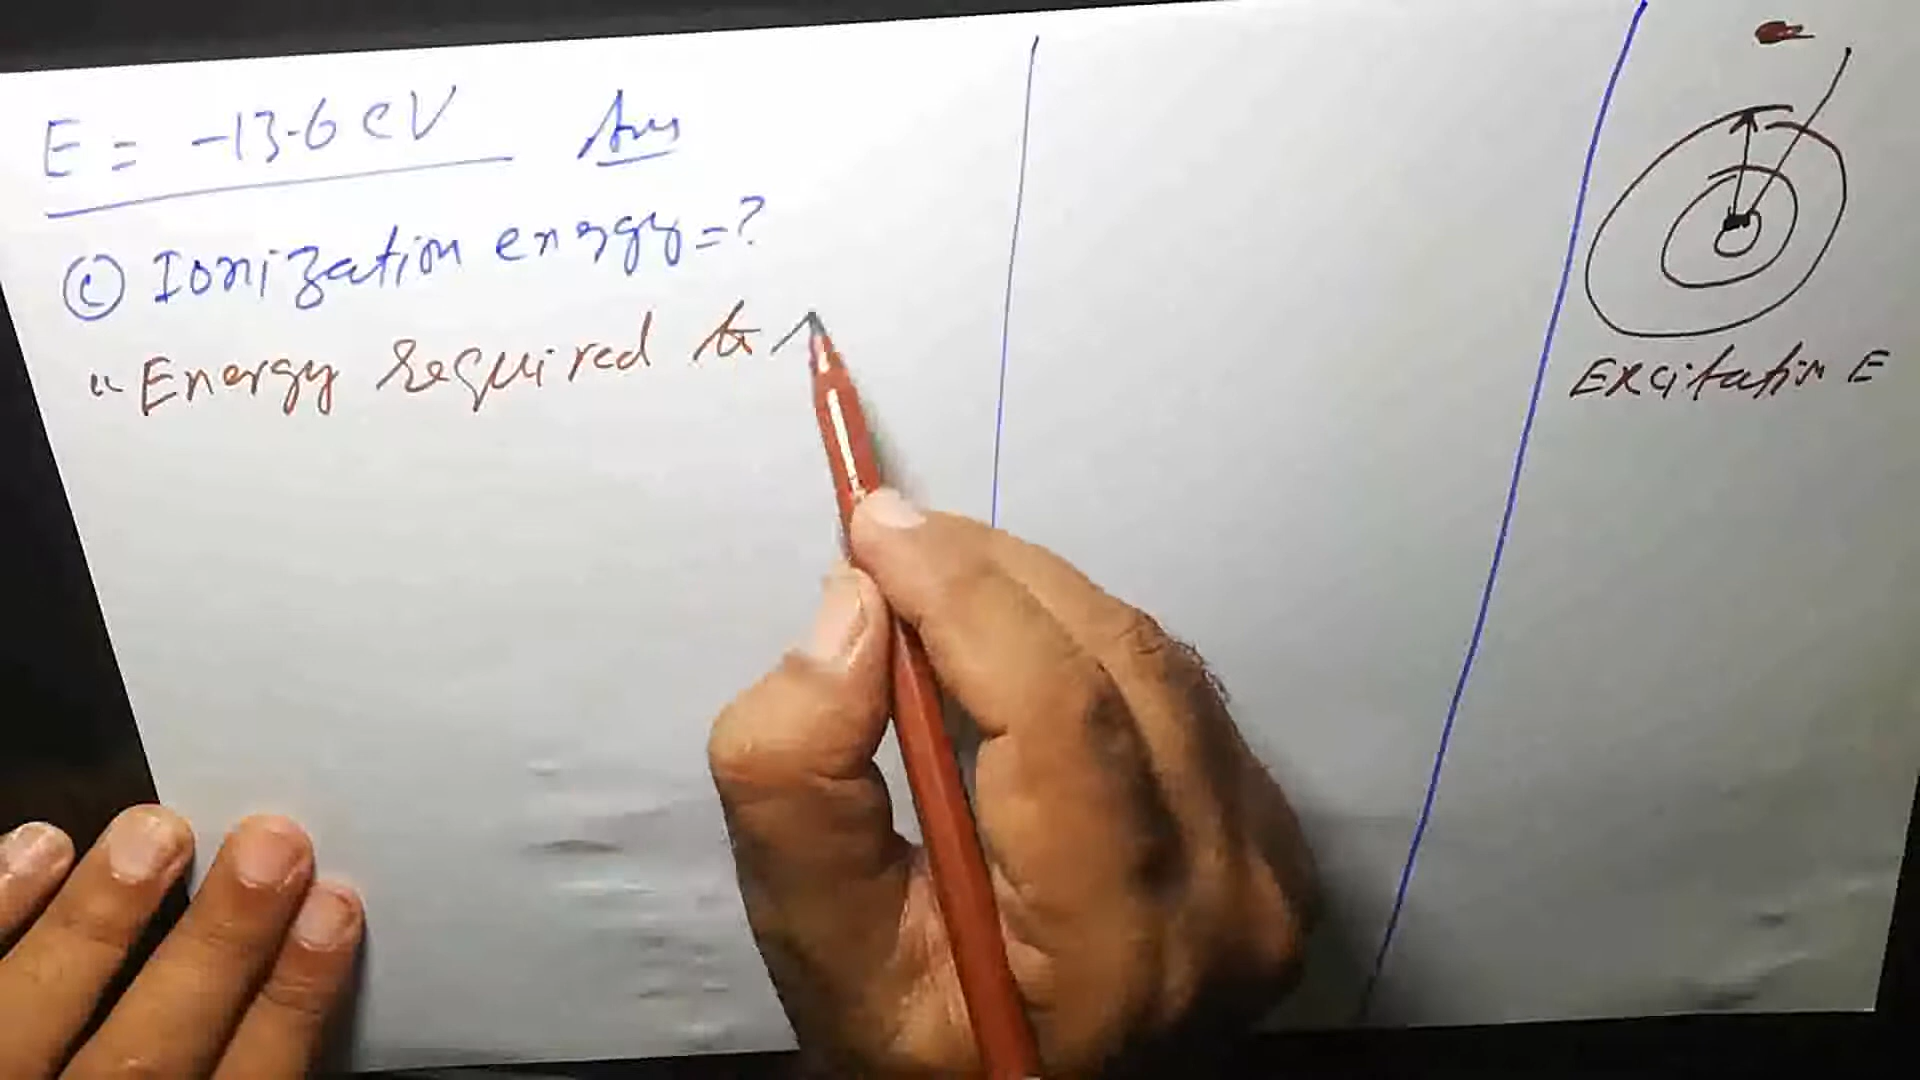 E = -13.6 eV Ans
(c) Ionization energy = ?
" Energy required to
Excitation E